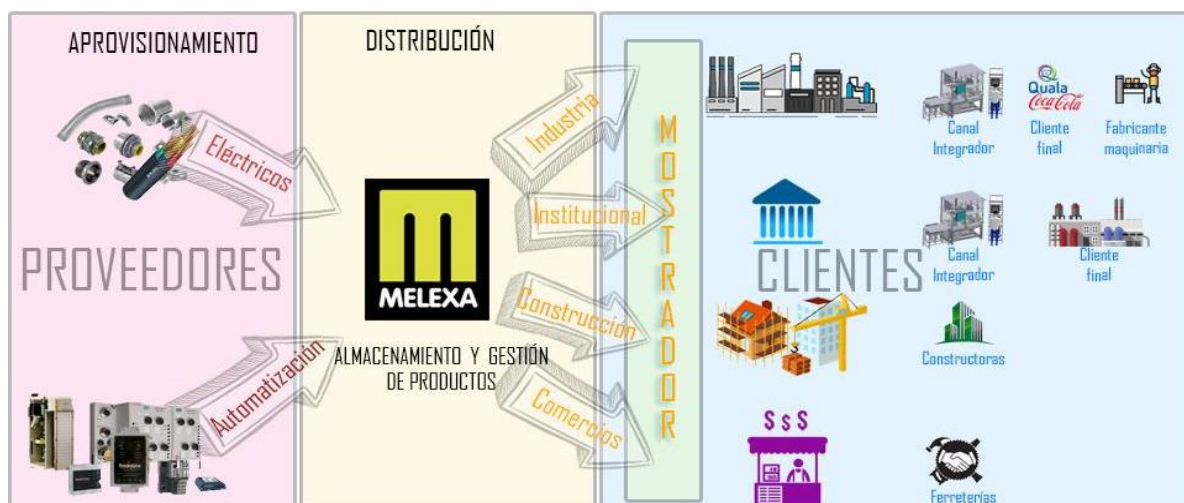 APROVISIONAMIENTO
Eléctricos
PROVEEDORES
Automatización
DISTRIBUCIÓN
MELEXA
ALMACENAMIENTO Y GESTIÓN
DE PRODUCTOS
Industria
Institucional
Construcción
Comercios
MOSTRADOR
CLIENTES
Canal
Integrador
Quala
Coca Cola
Cliente
final
Fabricante
maquinaria
Canal
Integrador
Cliente
final
Constructoras
$ $ $
Ferreterías